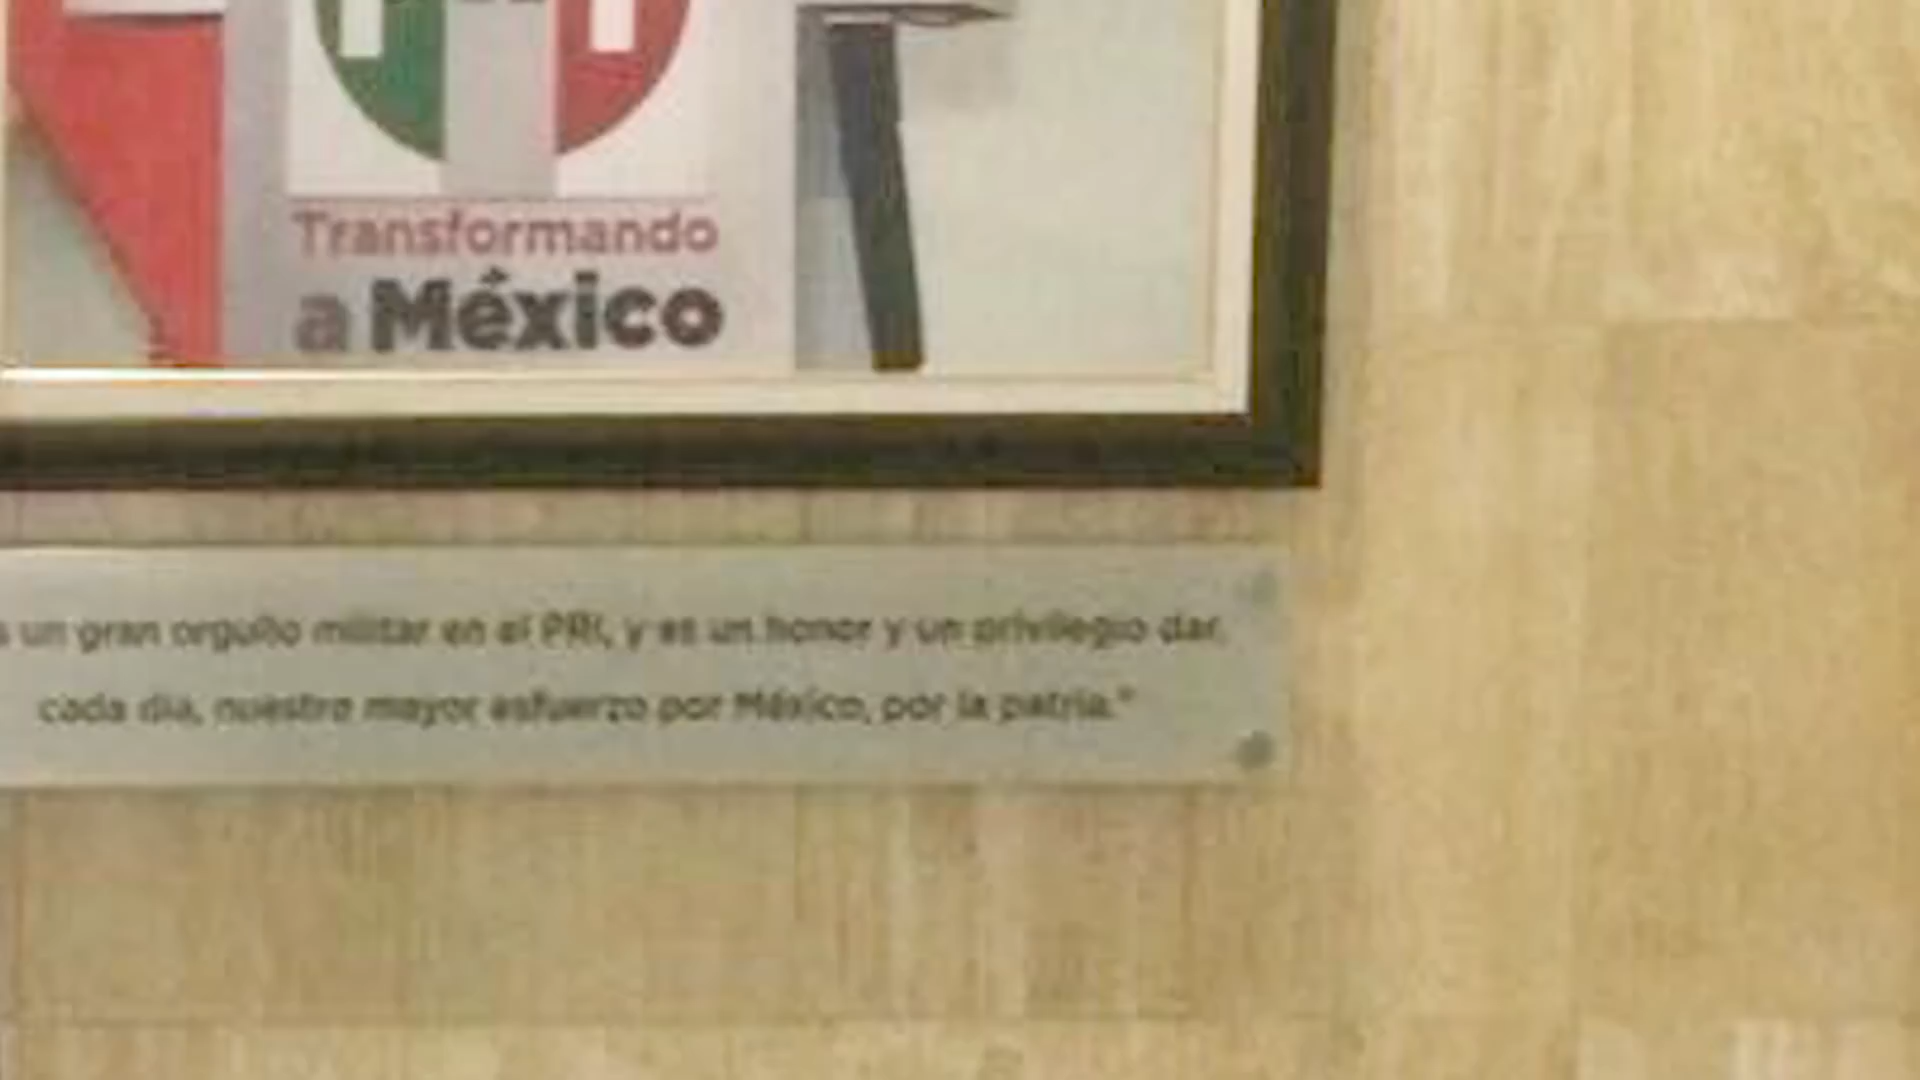 Transformando
a México
un gran orgullo militar en el PRI, y es un honor y un privilegio dar,
cada día, nuestro mayor esfuerzo por México, por la patria."